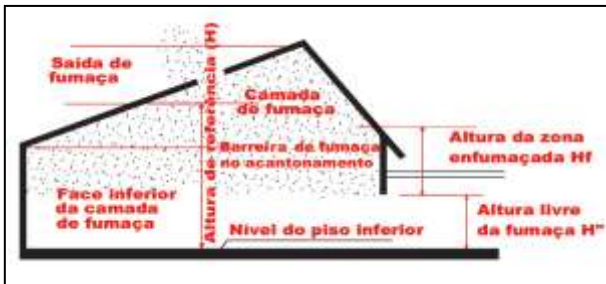 Saída de
fumaça
Altura de referência (H)
Camada
de fumaça
Barreira de fumaça
no acantonamento
Altura da zona
enfumaçada Hf
Face inferior
da camada
de fumaça
Nível do piso inferior
Altura livre
da fumaça H"